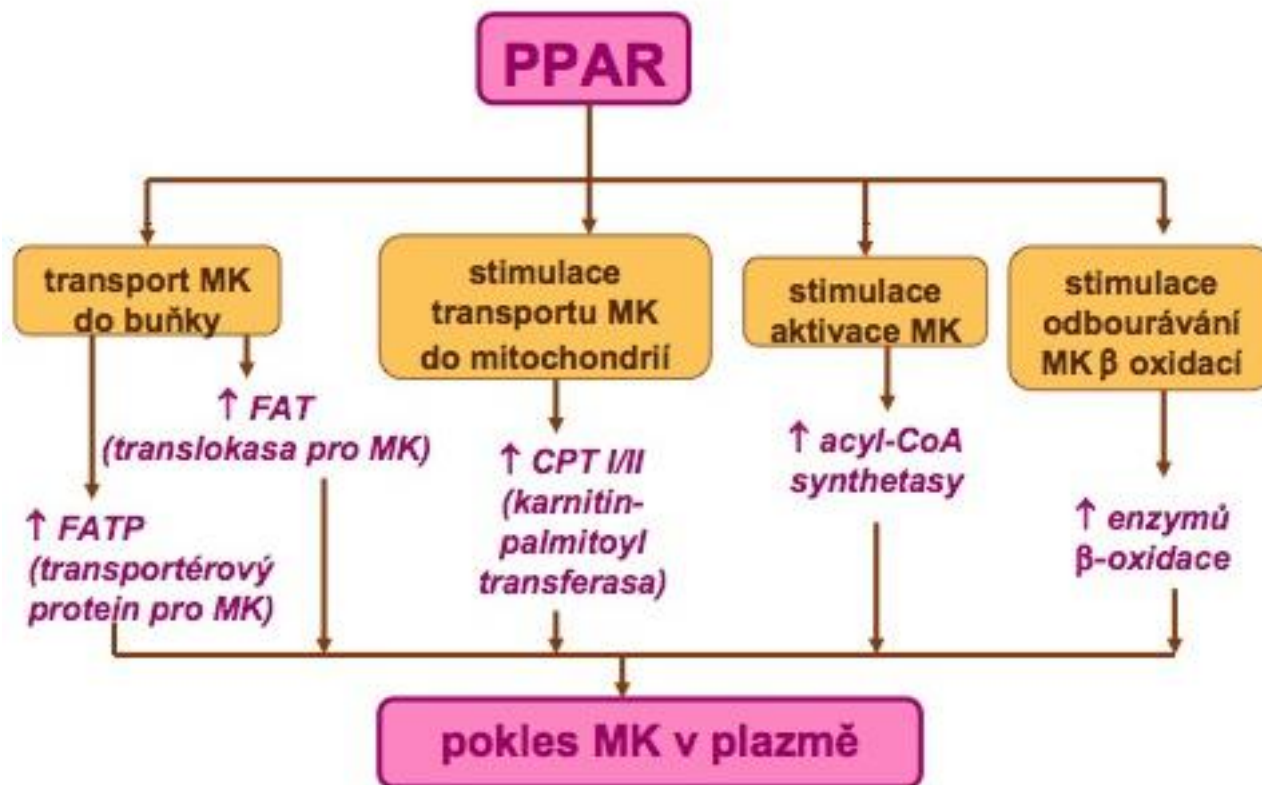 PPAR
transport MK
do buňky
stimulace
transportu MK
do mitochondrií
stimulace
aktivace MK
stimulace
odbourávání
MK β oxidací
↑ FAT
(translokasa pro MK)
↑ FATP
(transportérový
protein pro MK)
↑ CPT I/II
(karnitin-
palmitoyl
transferasa)
↑ acyl-CoA
synthetasy
↑ enzymů
β-oxidace
pokles MK v plazmě